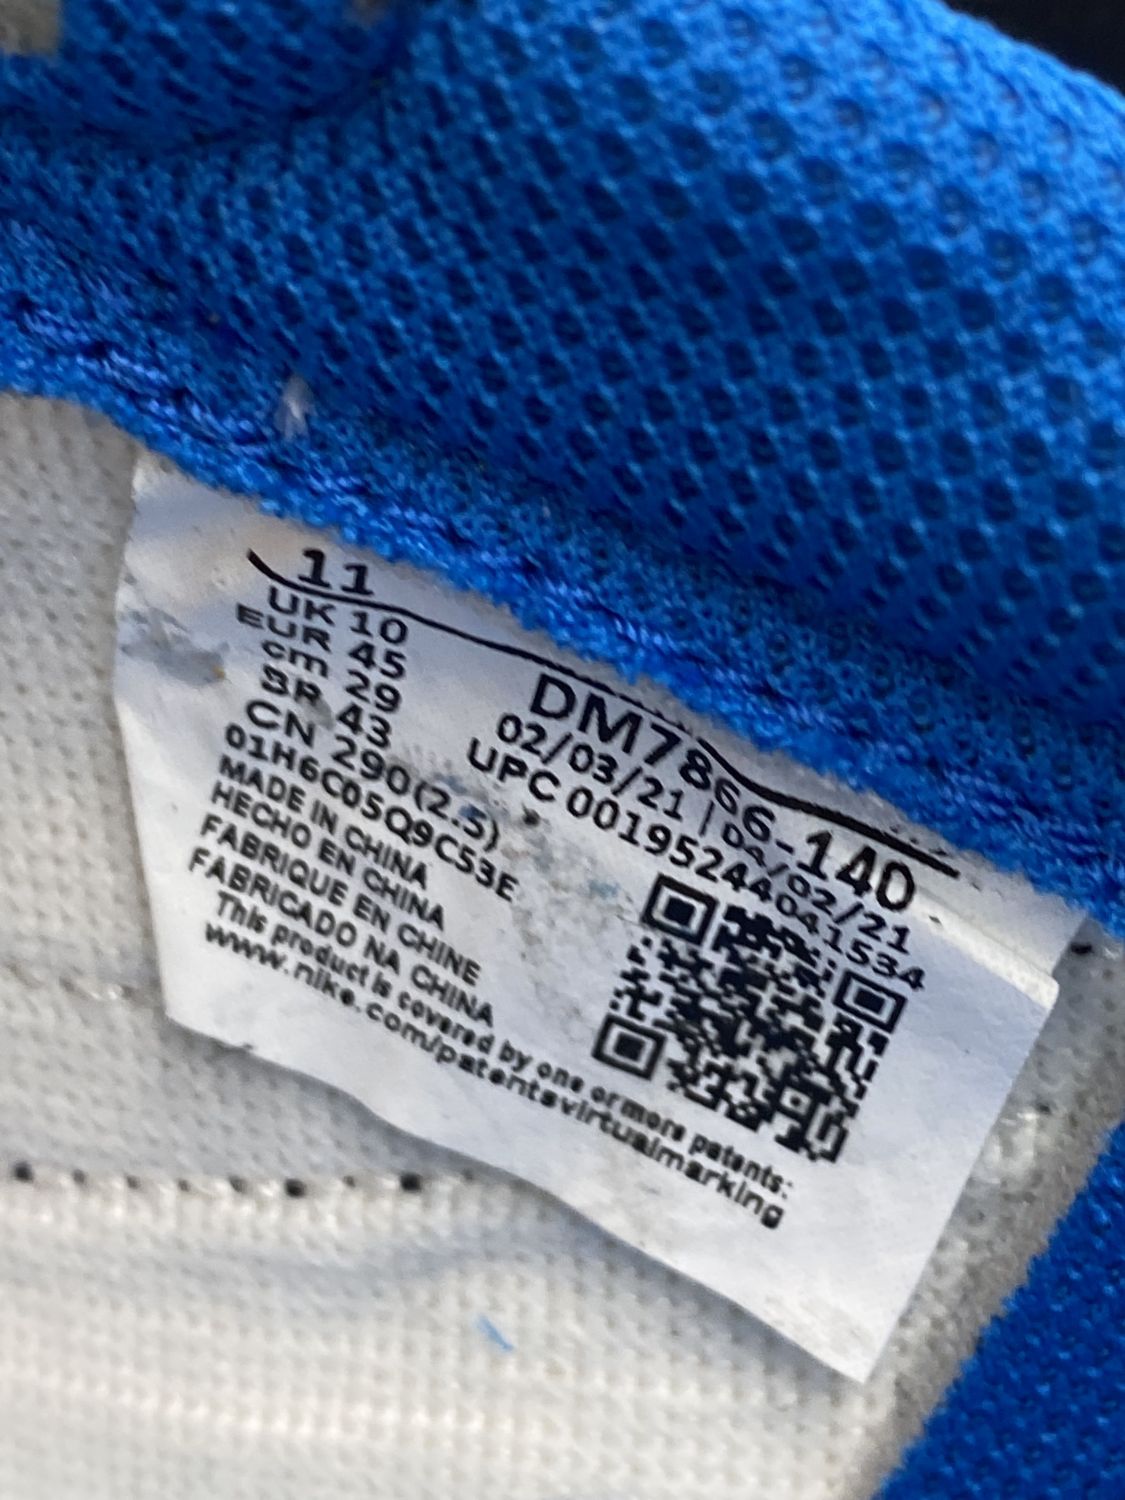 11
UK 10
EUR 45
cm 29
BR 43
CN 290(2.5)
01H6C05Q9C53E
MADE IN CHINA
HECHO EN CHINA
FABRIQUE EN CHINE
FABRICADO NA CHINA
This product is covered by one or more patents:
www.nike.com/patentsvirtualmarking
DM7866-140
02/03/21 | 04/02/21
UPC 00195244041534